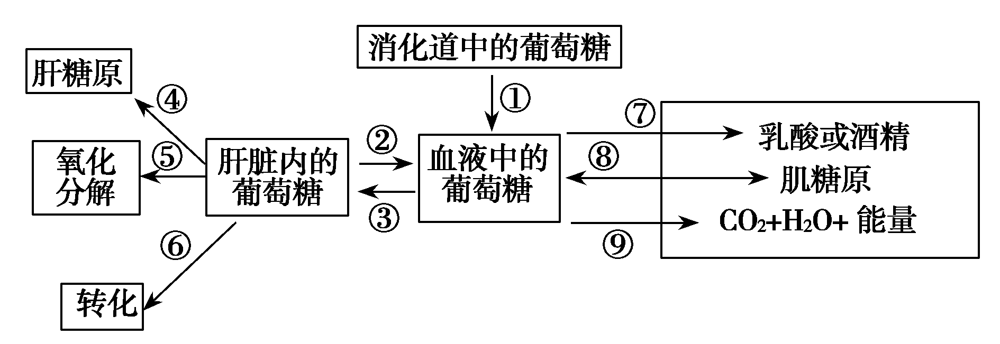 消化道中的葡萄糖
肝糖原
④
①
⑦
乳酸或酒精
氧化
分解
⑤
肝脏内的
葡萄糖
②
③
血液中的
葡萄糖
⑧
肌糖原
CO₂+H₂O+ 能量
⑨
⑥
转化